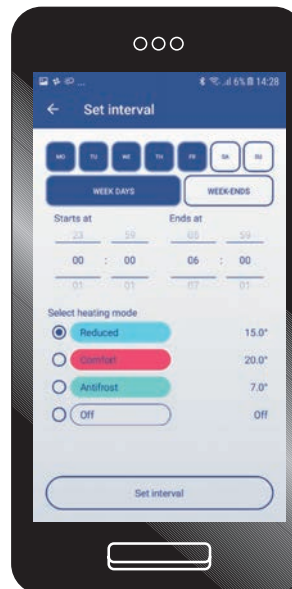 ... 6% 14:28
← Set interval
MO TU WE TH FR SA SU
WEEK DAYS WEEK-ENDS
Starts at Ends at
23 59 05 59
00 : 00 06 : 00
01 01 07 01
Select heating mode
Reduced 15.0°
Comfort 20.0°
Antifrost 7.0°
Off Off
Set interval